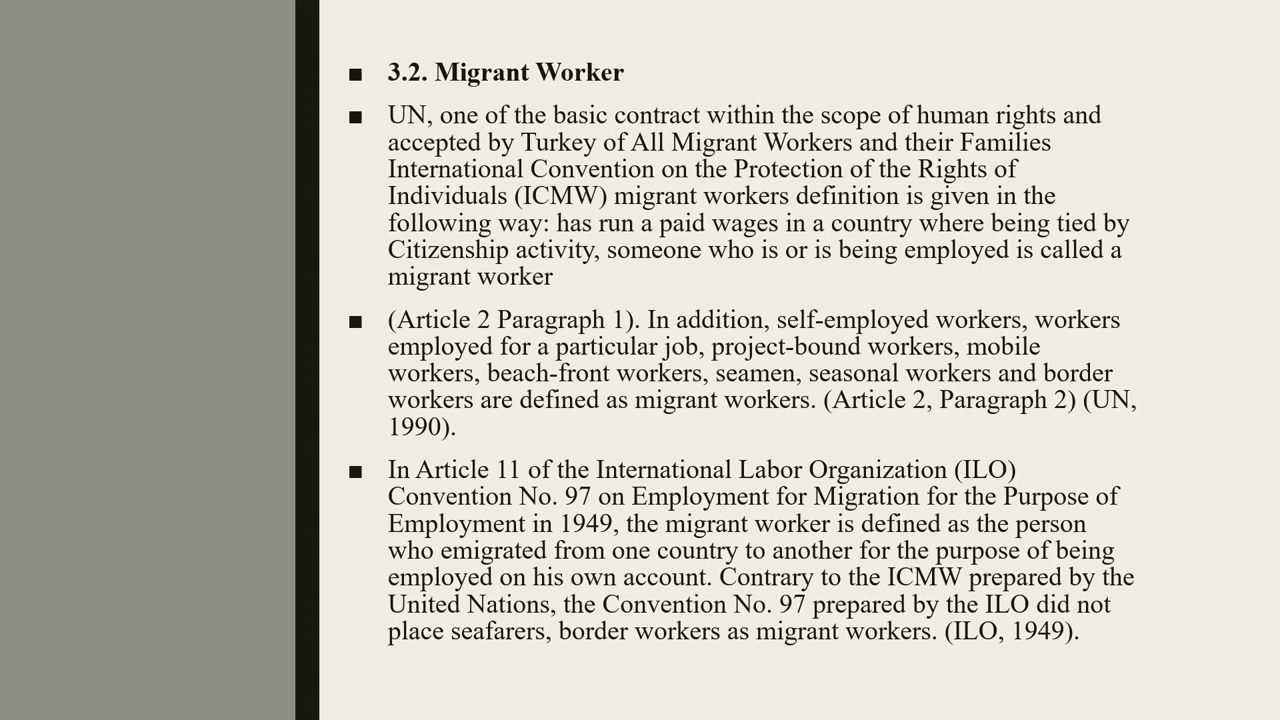 ■ 3.2. Migrant Worker
■ UN, one of the basic contract within the scope of human rights and
accepted by Turkey of All Migrant Workers and their Families
International Convention on the Protection of the Rights of
Individuals (ICMW) migrant workers definition is given in the
following way: has run a paid wages in a country where being tied by
Citizenship activity, someone who is or is being employed is called a
migrant worker
■ (Article 2 Paragraph 1). In addition, self-employed workers, workers
employed for a particular job, project-bound workers, mobile
workers, beach-front workers, seamen, seasonal workers and border
workers are defined as migrant workers. (Article 2, Paragraph 2) (UN,
1990).
■ In Article 11 of the International Labor Organization (ILO)
Convention No. 97 on Employment for Migration for the Purpose of
Employment in 1949, the migrant worker is defined as the person
who emigrated from one country to another for the purpose of being
employed on his own account. Contrary to the ICMW prepared by the
United Nations, the Convention No. 97 prepared by the ILO did not
place seafarers, border workers as migrant workers. (ILO, 1949).